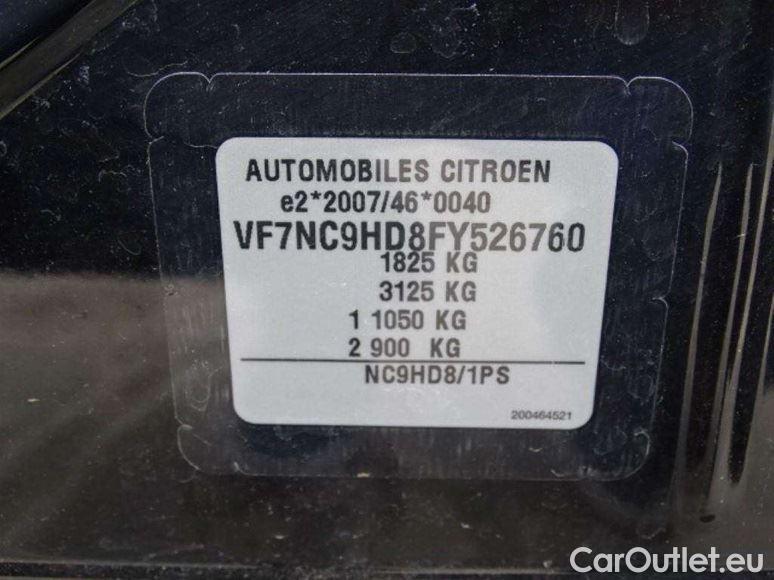 AUTOMOBILES CITROEN
e2*2007/46*0040
VF7NC9HD8FY526760
1825 KG
3125 KG
1 1050 KG
2 900 KG
NC9HD8/1PS
200464521
CarOutlet.eu